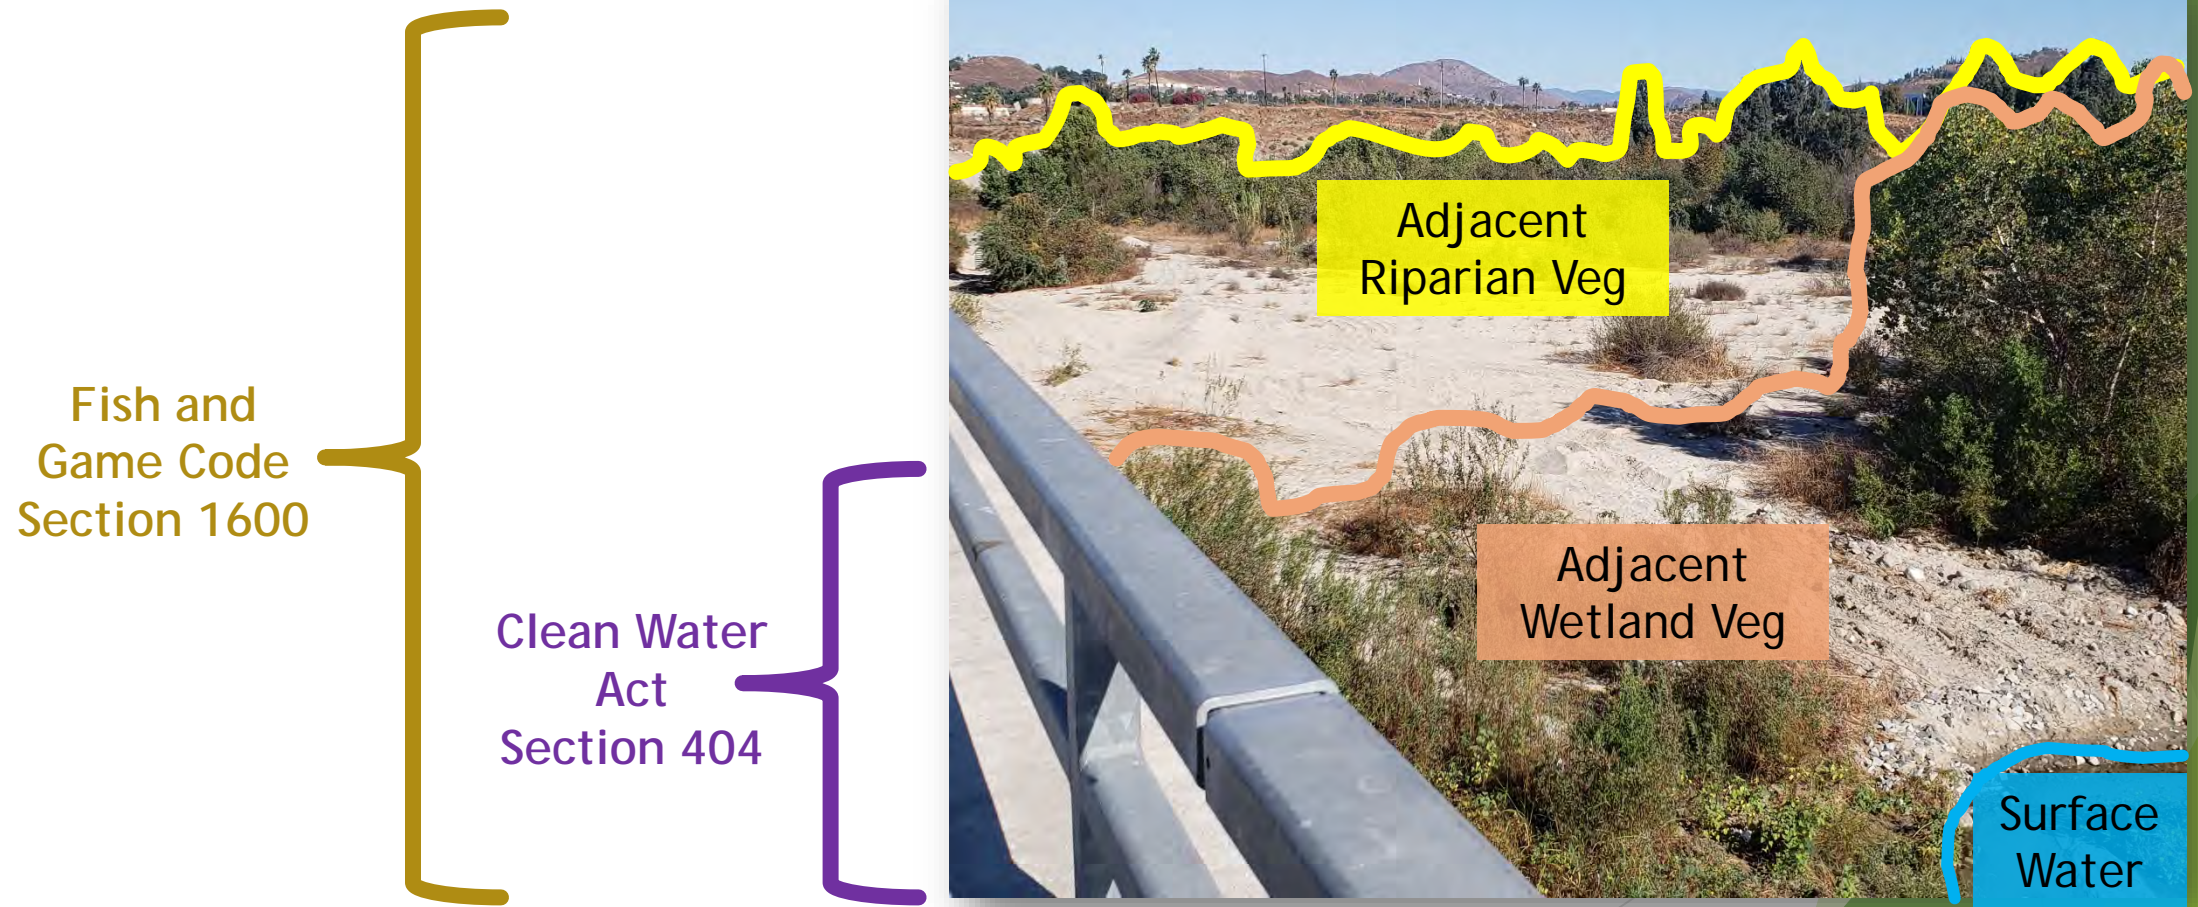 Fish and
Game Code
Section 1600
Clean Water
Act
Section 404
Adjacent
Riparian Veg
Adjacent
Wetland Veg
Surface
Water